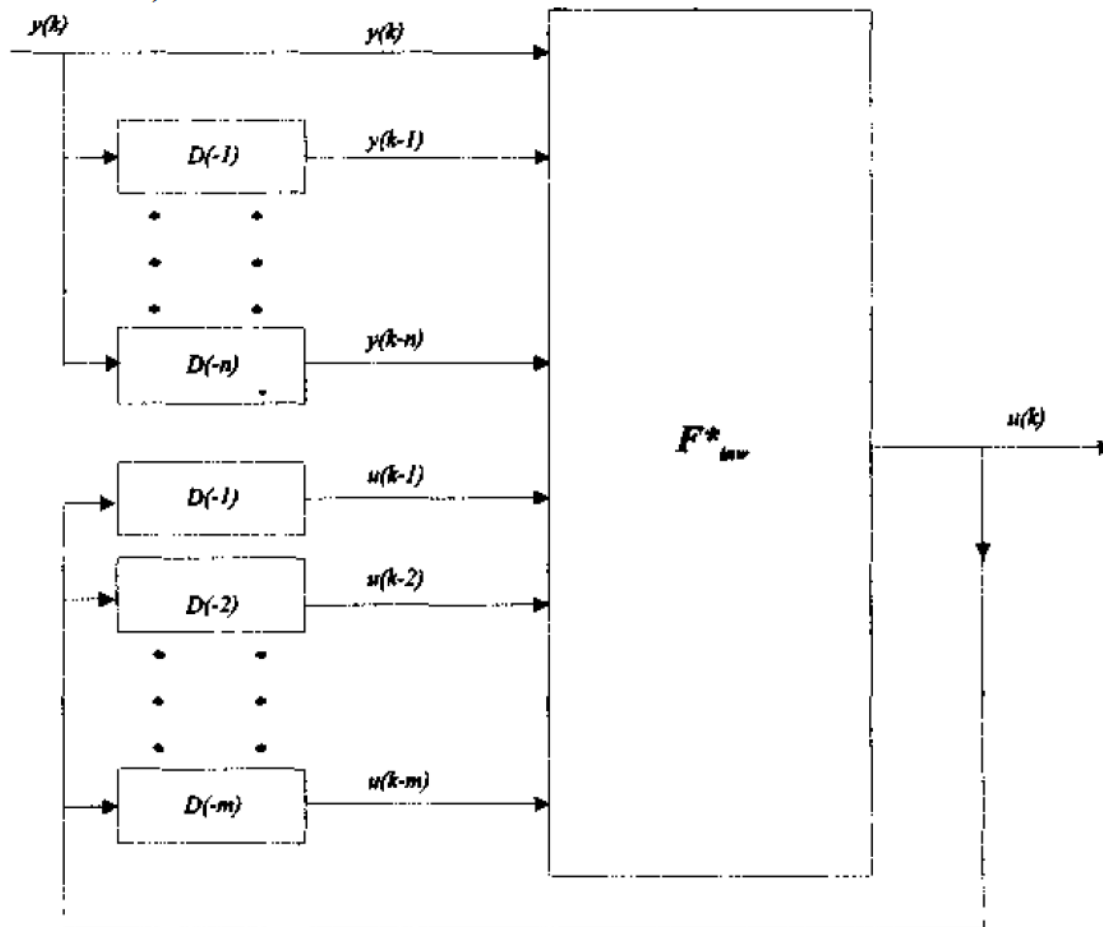 y(k) y(k)
D(-1) y(k-1)
D(-n) y(k-n)
F*inv u(k)
D(-1) u(k-1)
D(-2) u(k-2)
D(-m) u(k-m)